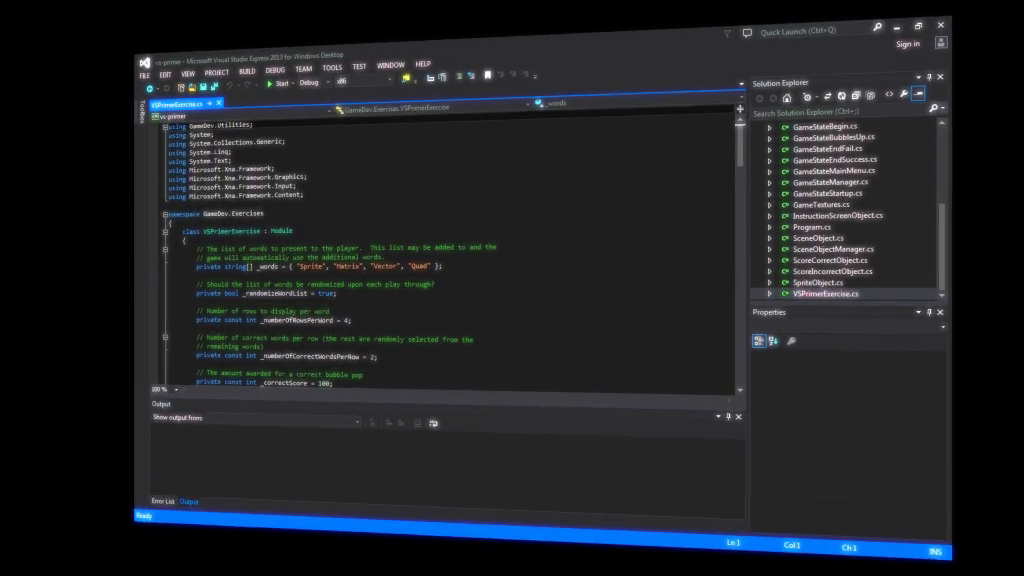 vs-primer - Microsoft Visual Studio Express 2013 for Windows Desktop
Quick Launch (Ctrl+Q)
Sign in
FILE EDIT VIEW PROJECT BUILD DEBUG TEAM TOOLS TEST WINDOW HELP
Start Debug x86
Toolbox
VSPrimerExercise.cs
vs-primer GameDev.Exercises.VSPrimerExercise _words
using GameDev.Utilities;
using System;
using System.Collections.Generic;
using System.Linq;
using System.Text;
using Microsoft.Xna.Framework;
using Microsoft.Xna.Framework.Graphics;
using Microsoft.Xna.Framework.Input;
using Microsoft.Xna.Framework.Content;
namespace GameDev.Exercises
{
class VSPrimerExercise : Module
{
// The list of words to present to the player. This list may be added to and the
// game will automatically use the additional words.
private string[] _words = { "Sprite", "Matrix", "Vector", "Quad" };
// Should the list of words be randomized upon each play through?
private bool _randomizeWordList = true;
// Number of rows to display per word
private const int _numberOfRowsPerWord = 4;
// Number of correct words per row (the rest are randomly selected from the
// remaining words)
private const int _numberOfCorrectWordsPerRow = 2;
// The amount awarded for a correct bubble pop
private const int _correctScore = 100;
100 %
Output
Show output from:
Error List Output
Solution Explorer
Search Solution Explorer (Ctrl+;)
GameStateBegin.cs
GameStateBubblesUp.cs
GameStateEndFail.cs
GameStateEndSuccess.cs
GameStateMainMenu.cs
GameStateManager.cs
GameStateStartup.cs
GameTextures.cs
InstructionScreenObject.cs
Program.cs
SceneObject.cs
SceneObjectManager.cs
ScoreCorrectObject.cs
ScoreIncorrectObject.cs
SpriteObject.cs
VSPrimerExercise.cs
Properties
Ready Ln 1 Col 1 Ch 1 INS